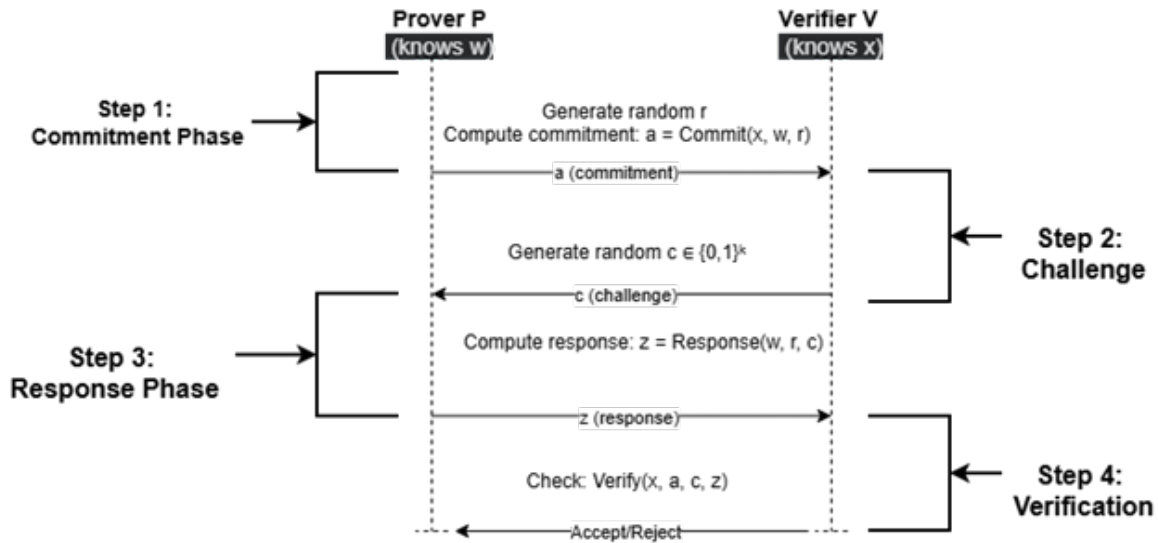 Prover P
(knows w)
Verifier V
(knows x)
Step 1:
Commitment Phase
Generate random r
Compute commitment: a = Commit(x, w, r)
a (commitment)
Step 2:
Challenge
Generate random c ∈ {0,1}ᵏ
c (challenge)
Step 3:
Response Phase
Compute response: z = Response(w, r, c)
z (response)
Check: Verify(x, a, c, z)
Step 4:
Verification
Accept/Reject